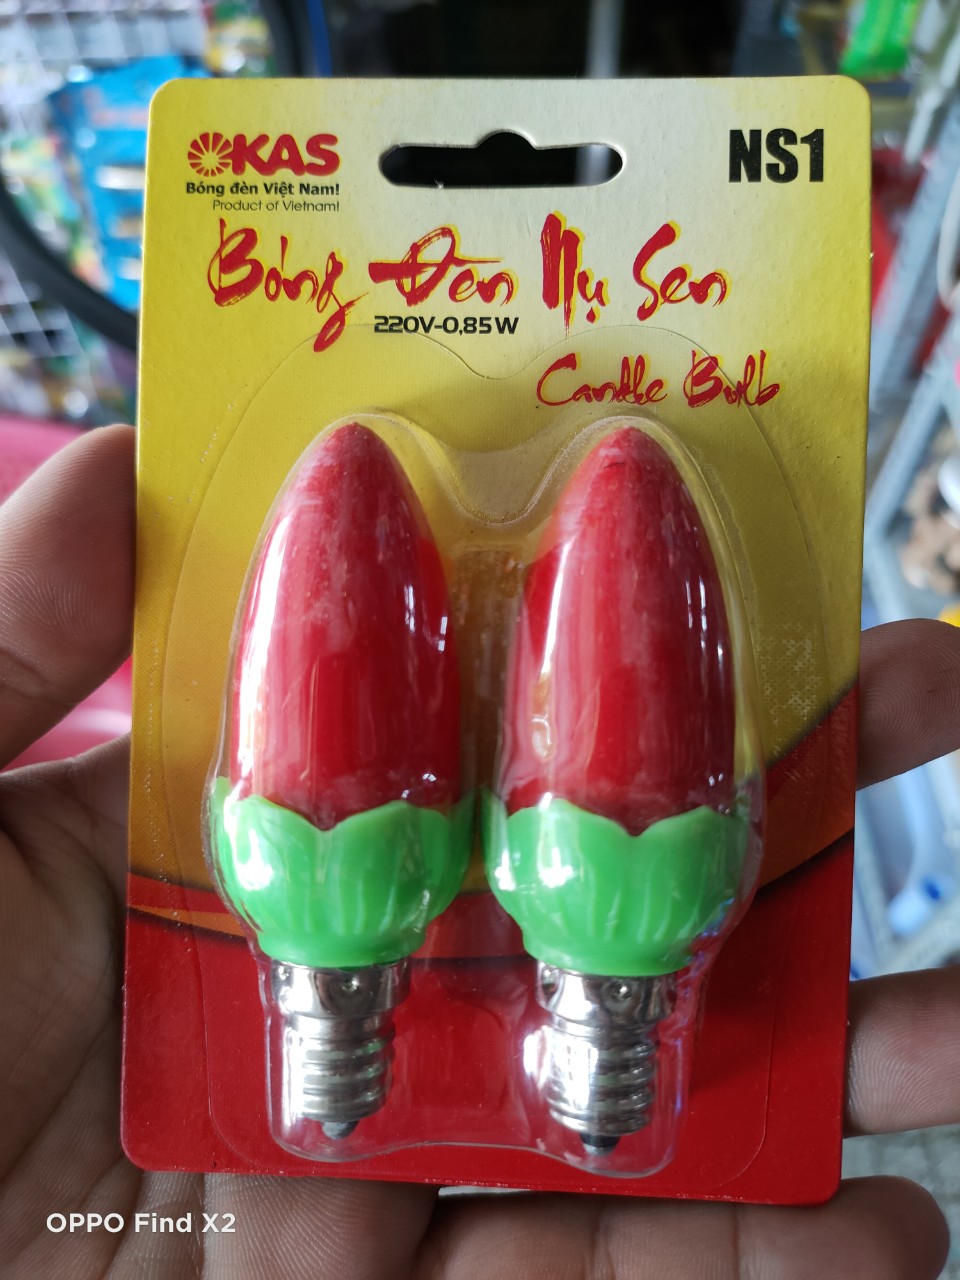 KAS
NS1
Bóng đèn Việt Nam!
Product of Vietnam!
Bóng Đèn Nụ Sen
220V-0,85W
Candle Bulb
OPPO Find X2